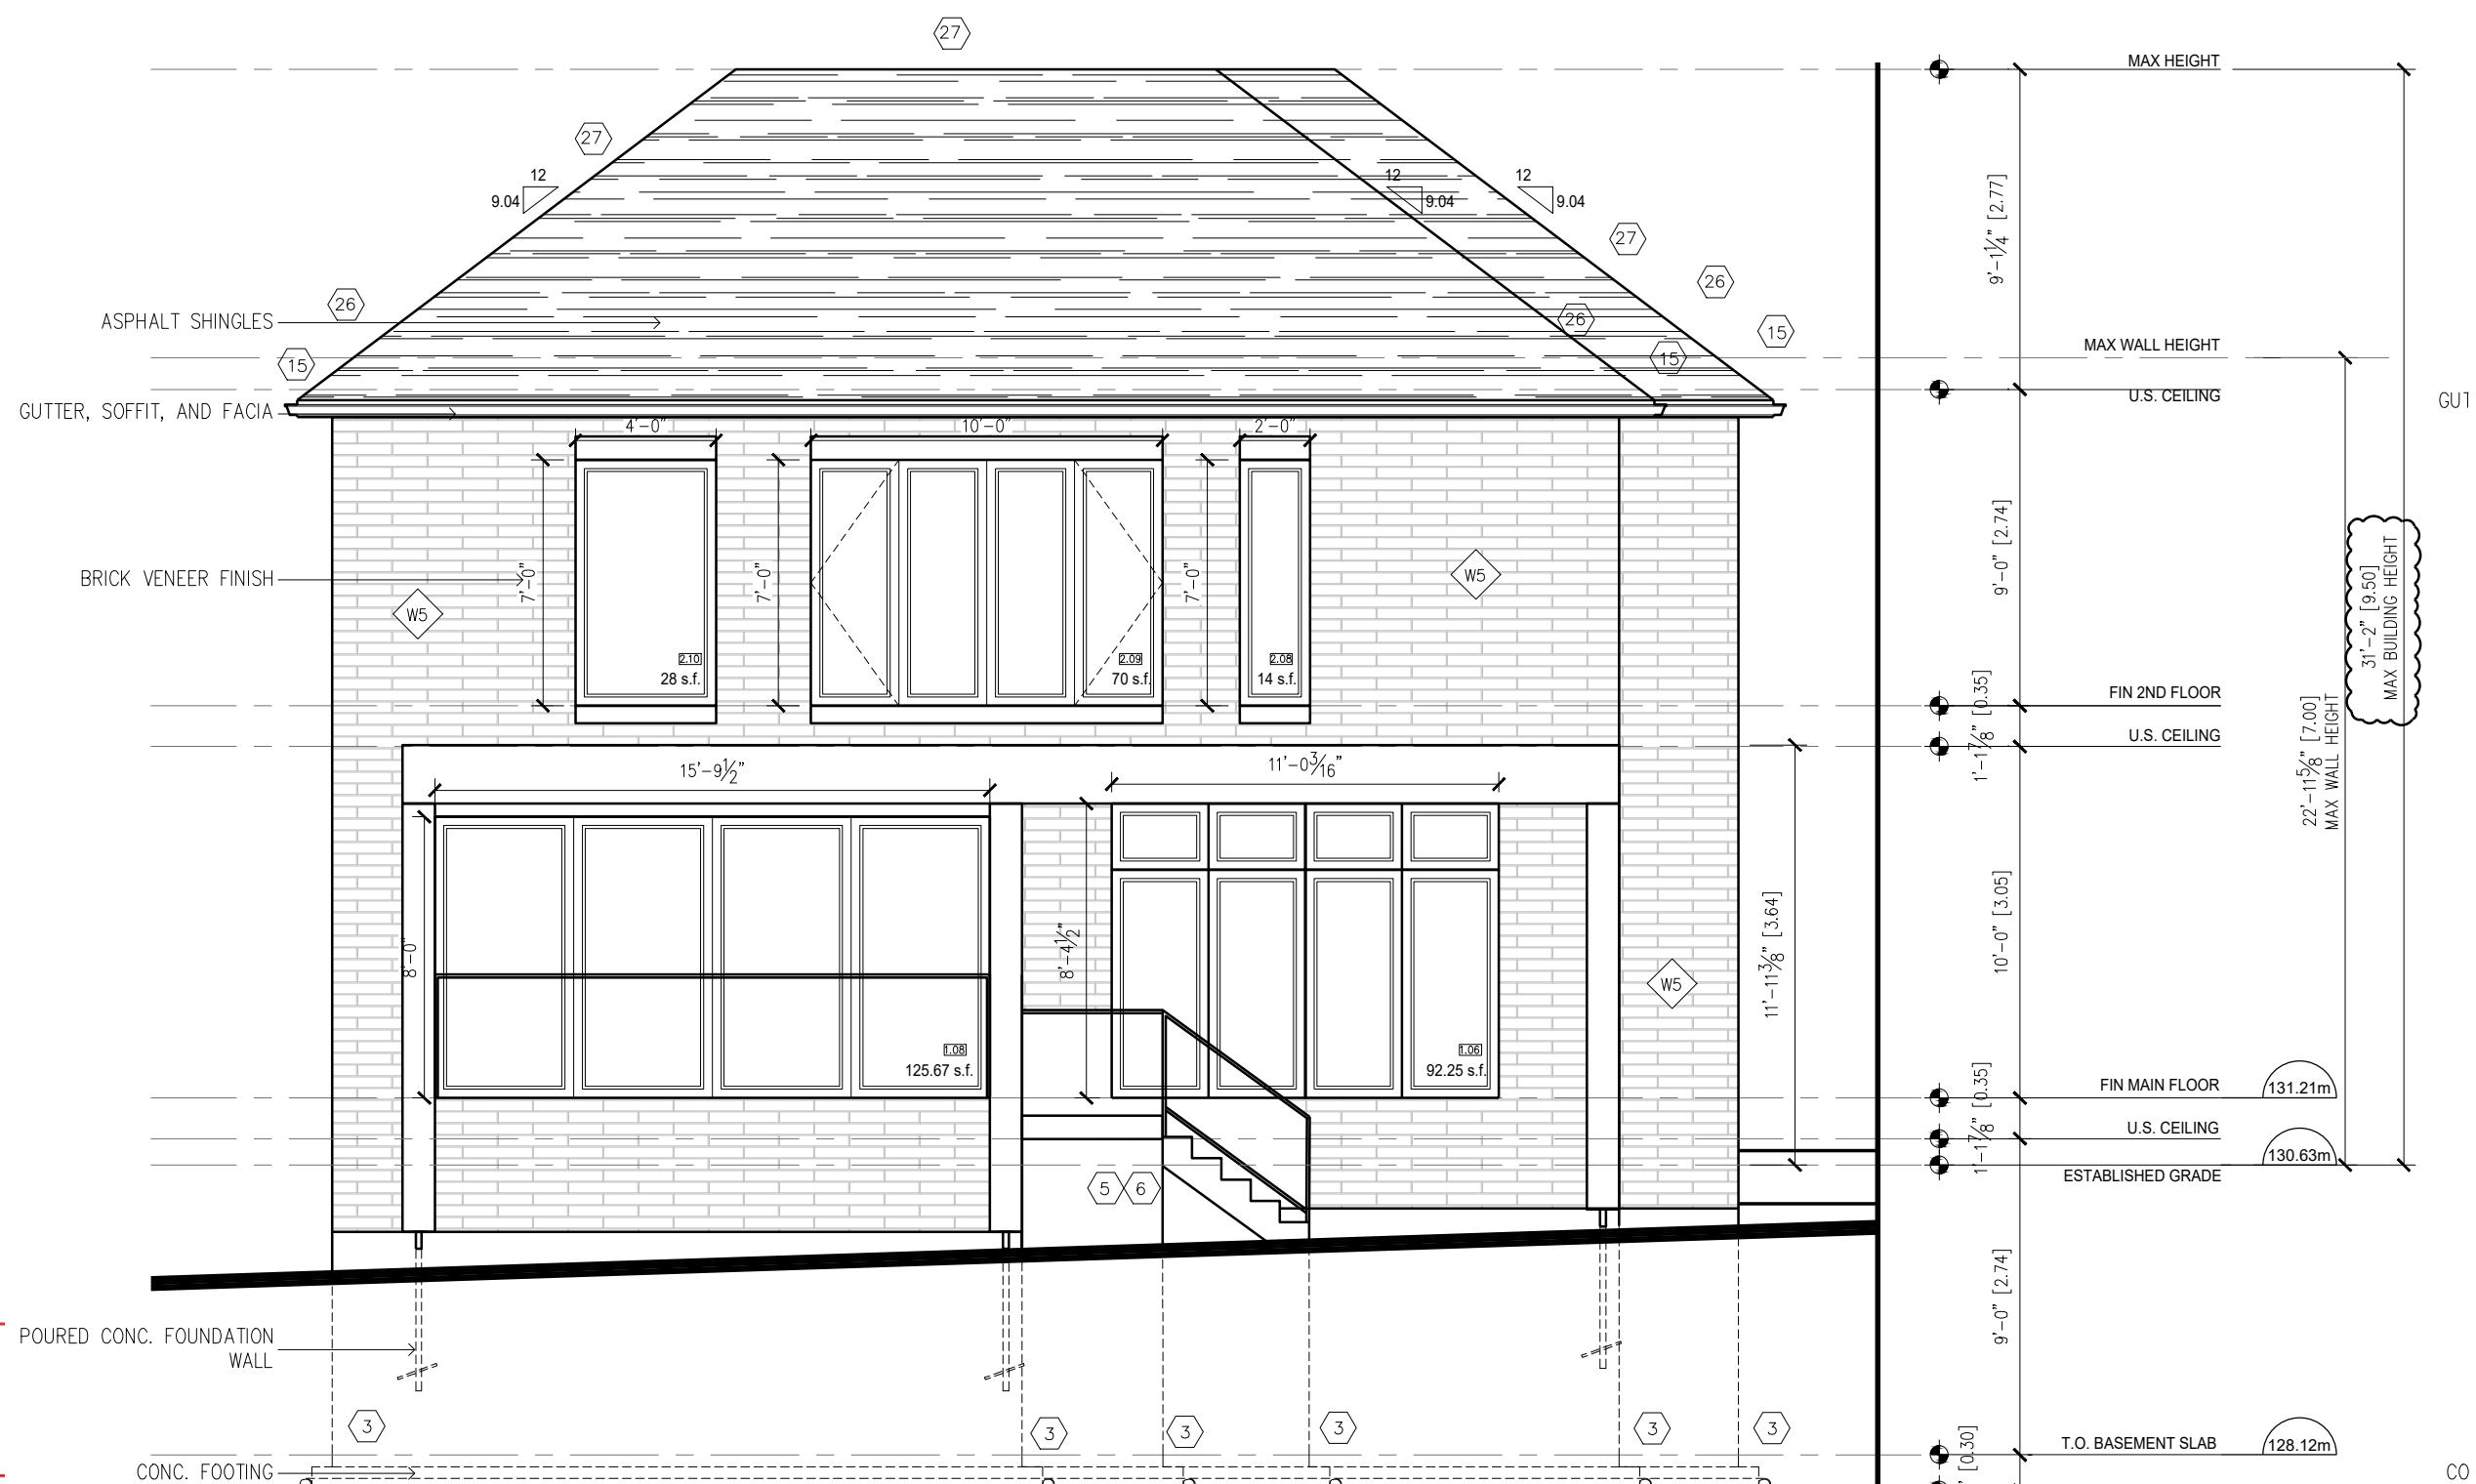 27
MAX HEIGHT
27
12
9.04
12
9.04
12
9.04
9'-1¼" [2.77]
27
26
26
ASPHALT SHINGLES
26
15
15
15
MAX WALL HEIGHT
U.S. CEILING
GUTTER, SOFFIT, AND FACIA
4'-0"
10'-0"
2'-0"
9'-0" [2.74]
BRICK VENEER FINISH
7'-0"
7'-0"
7'-0"
W5
W5
31'-2" [9.50]
MAX BUILDING HEIGHT
2.10
28 s.f.
2.09
70 s.f.
2.08
14 s.f.
FIN 2ND FLOOR
1'-1⅞" [0.35]
U.S. CEILING
22'-11⅝" [7.00]
MAX WALL HEIGHT
15'-9½"
11'-0³⁄₁₆"
8'-0"
8'-4½"
11'-11⅜" [3.64]
10'-0" [3.05]
W5
1.08
125.67 s.f.
1.06
92.25 s.f.
FIN MAIN FLOOR
131.21m
1'-1⅞" [0.35]
U.S. CEILING
130.63m
ESTABLISHED GRADE
5
6
9'-0" [2.74]
POURED CONC. FOUNDATION
WALL
3
3
3
3
3
3
T.O. BASEMENT SLAB
128.12m
[0.30]
CONC. FOOTING